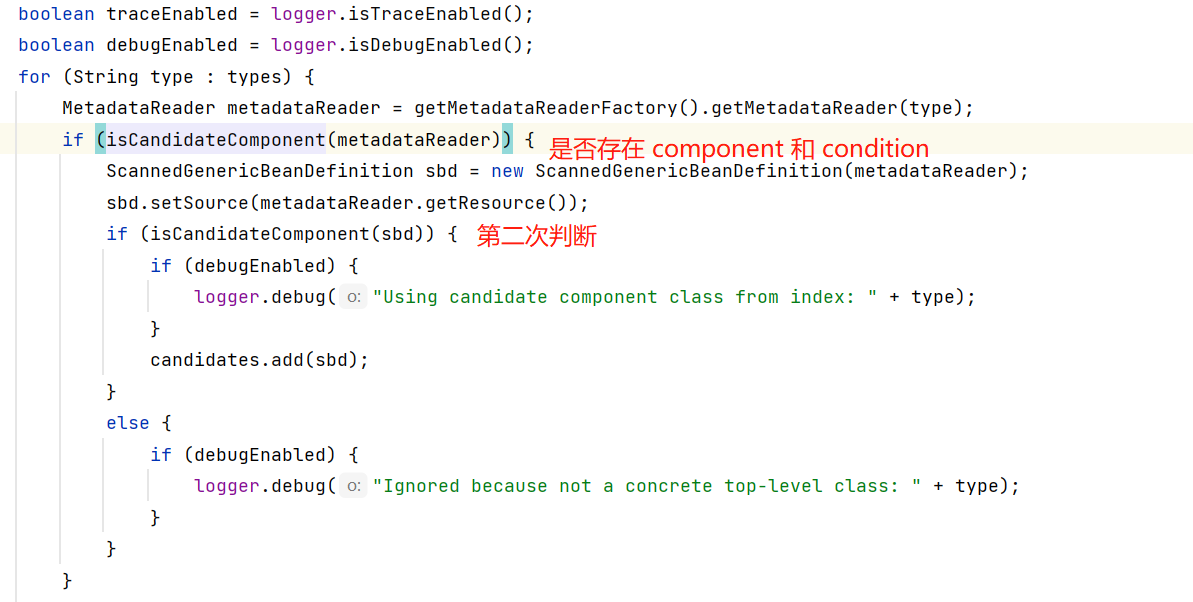 boolean traceEnabled = logger.isTraceEnabled();
boolean debugEnabled = logger.isDebugEnabled();
for (String type : types) {
MetadataReader metadataReader = getMetadataReaderFactory().getMetadataReader(type);
if (isCandidateComponent(metadataReader)) { 是否存在 component 和 condition
ScannedGenericBeanDefinition sbd = new ScannedGenericBeanDefinition(metadataReader);
sbd.setSource(metadataReader.getResource());
if (isCandidateComponent(sbd)) { 第二次判断
if (debugEnabled) {
logger.debug( o: "Using candidate component class from index: " + type);
}
candidates.add(sbd);
}
else {
if (debugEnabled) {
logger.debug( o: "Ignored because not a concrete top-level class: " + type);
}
}
}